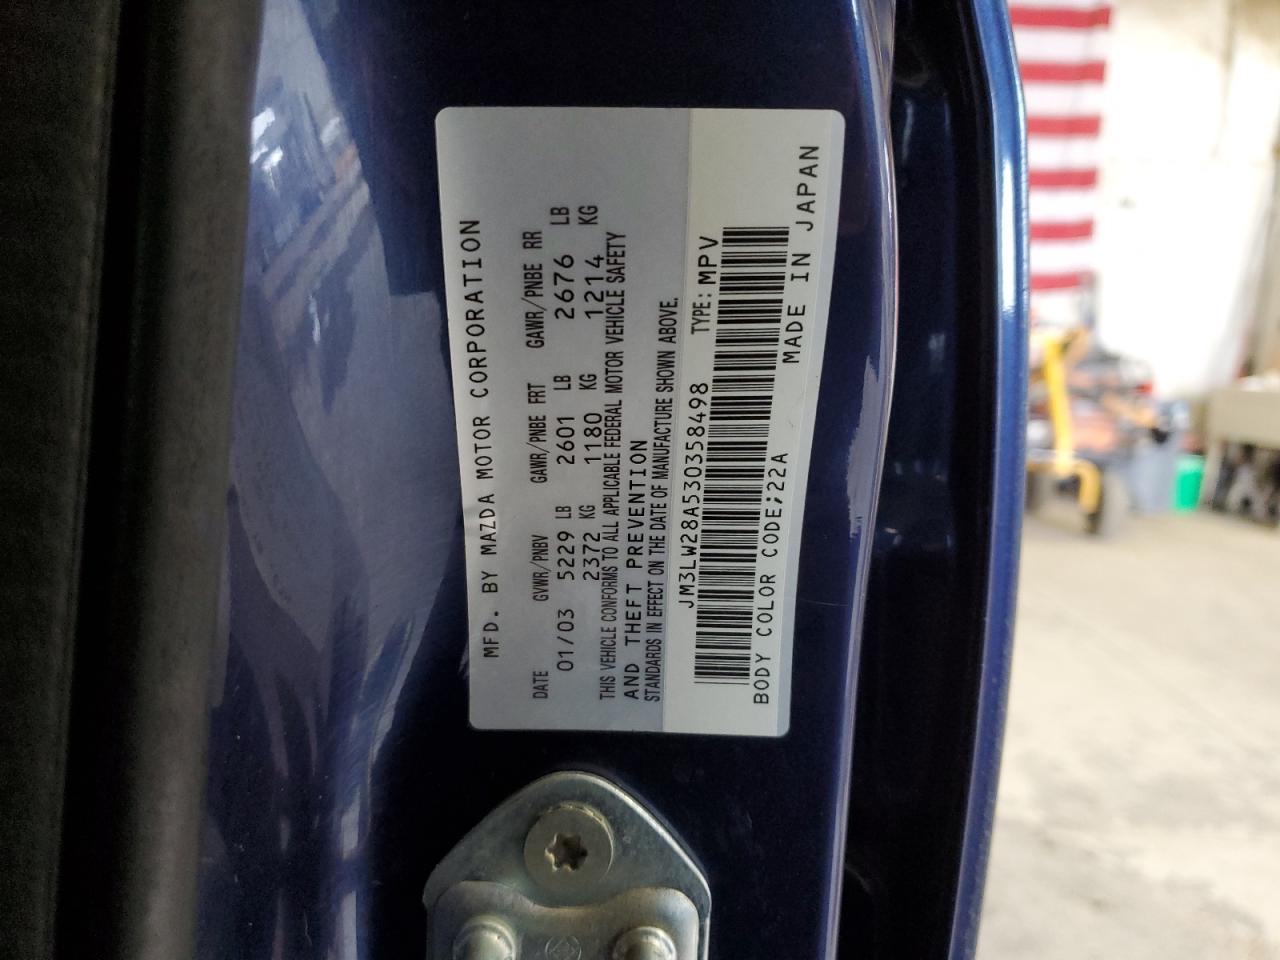 MFD. BY MAZDA MOTOR CORPORATION
DATE GVWR/PNBV GAWR/PNBE FRT GAWR/PNBE RR
01/03 5229 LB 2601 LB 2676 LB
2372 KG 1180 KG 1214 KG
THIS VEHICLE CONFORMS TO ALL APPLICABLE FEDERAL MOTOR VEHICLE SAFETY
AND THEFT PREVENTION
STANDARDS IN EFFECT ON THE DATE OF MANUFACTURE SHOWN ABOVE.
JM3LW28A530358498 TYPE: MPV
BODY COLOR CODE;22A MADE IN JAPAN